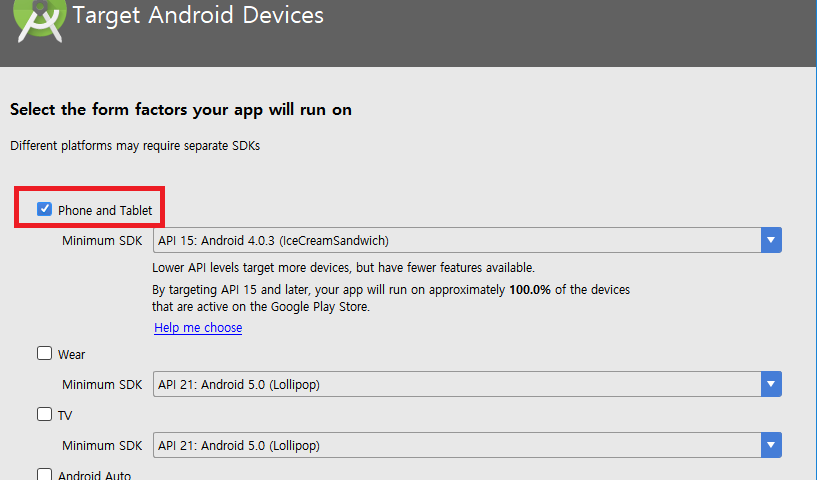 Target Android Devices
Select the form factors your app will run on
Different platforms may require separate SDKs
Phone and Tablet
Minimum SDK API 15: Android 4.0.3 (IceCreamSandwich)
Lower API levels target more devices, but have fewer features available.
By targeting API 15 and later, your app will run on approximately 100.0% of the devices
that are active on the Google Play Store.
Help me choose
Wear
Minimum SDK API 21: Android 5.0 (Lollipop)
TV
Minimum SDK API 21: Android 5.0 (Lollipop)
Android Auto